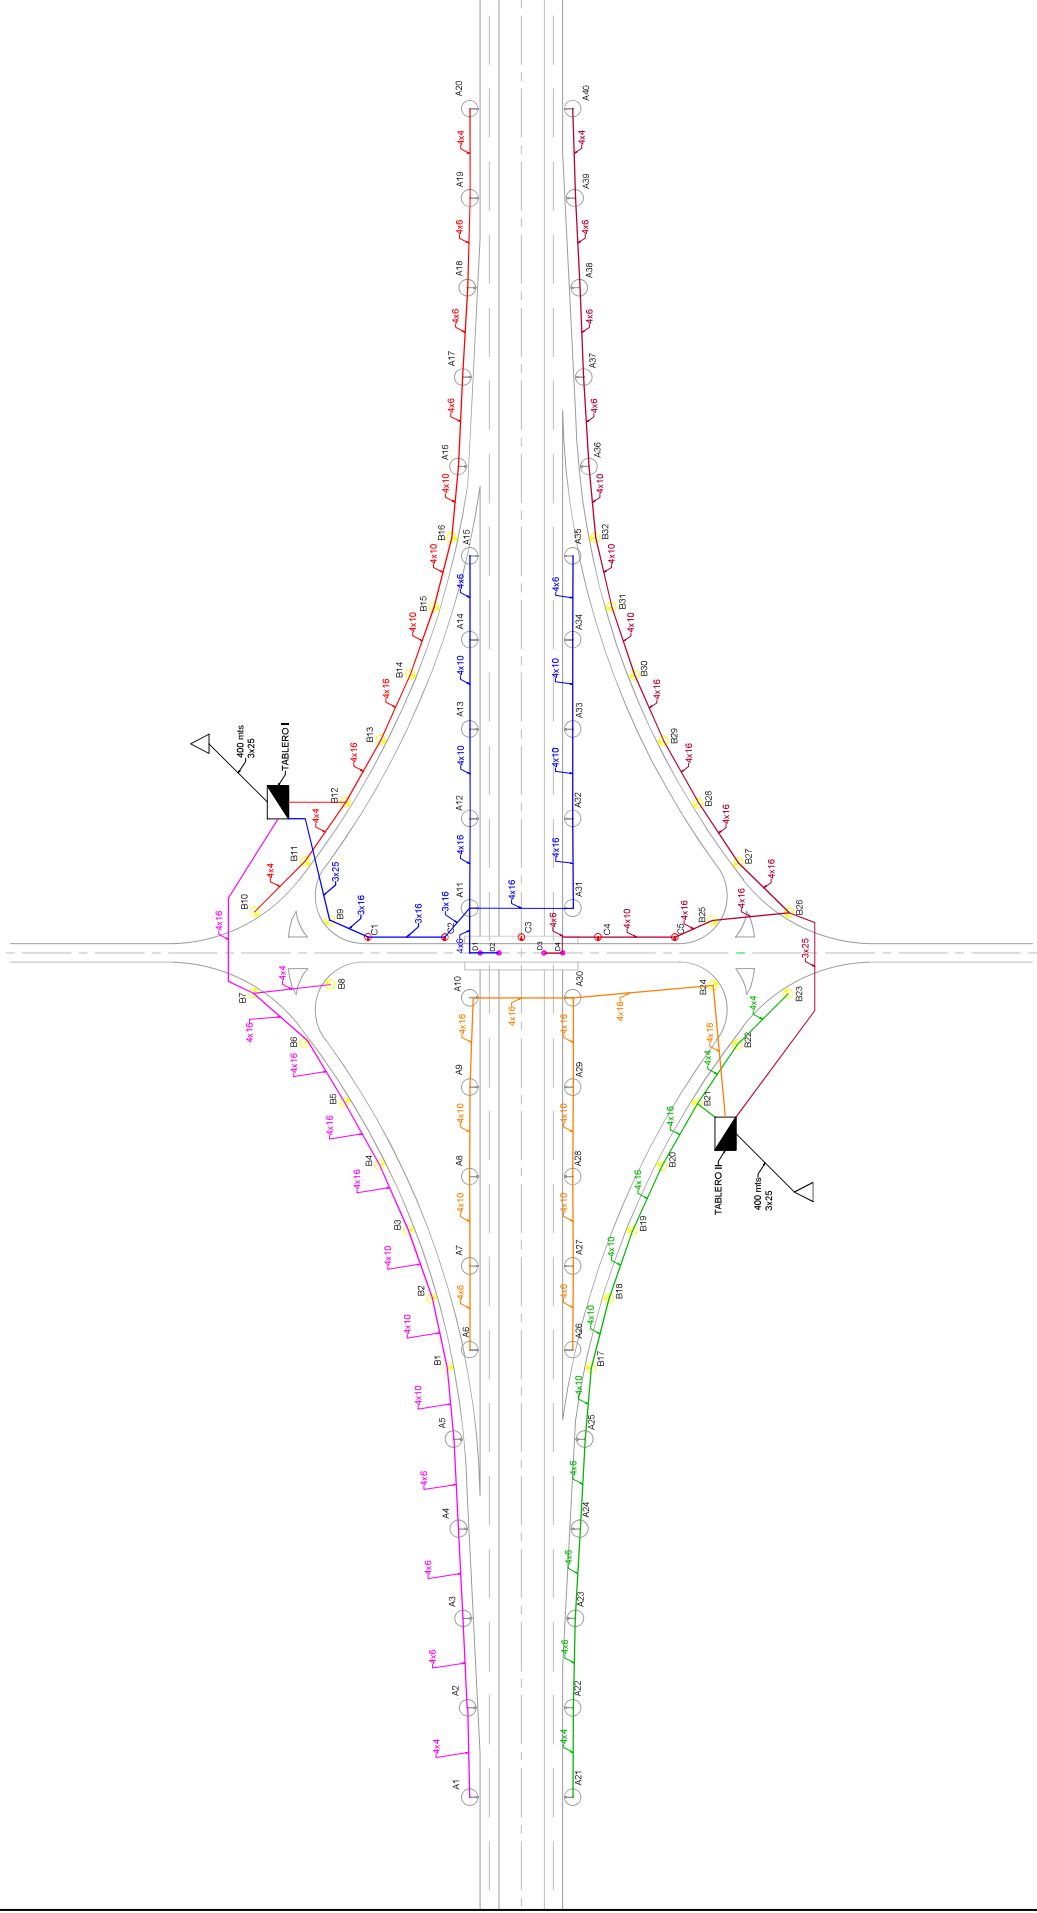 A20
A40
4x4
4x4
A19
A39
4x6
4x6
A18
A38
4x6
4x6
A17
A37
4x6
4x6
A16
A36
4x10
4x10
B16
B32
A15
A35
4x10
4x6
4x6
4x10
B15
B31
A14
A34
4x10
4x10
4x10
4x10
B14
B30
4x16
4x16
B13
A13
A33
B29
400 mts
3x25
TABLERO I
4x16
4x10
4x10
4x16
B12
A12
A32
B28
4x4
4x16
4x16
4x16
B11
B27
4x4
3x25
4x16
B10
B9
A11
A31
B26
4x16
3x16
3x16
3x16
4x16
4x16
4x16
4x16
C1
C2
C3
C4
C5
B25
4x6
4x6
4x10
D1
D2
D3
D4
3x25
4x4
B7
B8
A10
A30
B24
B23
4x16
4x16
4x16
4x16
4x16
4x16
4x4
B6
B22
4x16
4x4
B5
A9
A29
B21
4x16
4x10
4x10
4x16
TABLERO II
400 mts
3x25
B4
A8
A28
B20
4x16
4x10
4x10
4x16
B3
A7
A27
B19
4x10
4x6
4x6
4x10
B2
B18
4x10
4x10
A6
A26
B1
B17
4x10
4x10
A5
A25
4x6
4x6
A4
A24
4x6
4x6
A3
A23
4x6
4x6
A2
A22
4x4
4x4
A1
A21